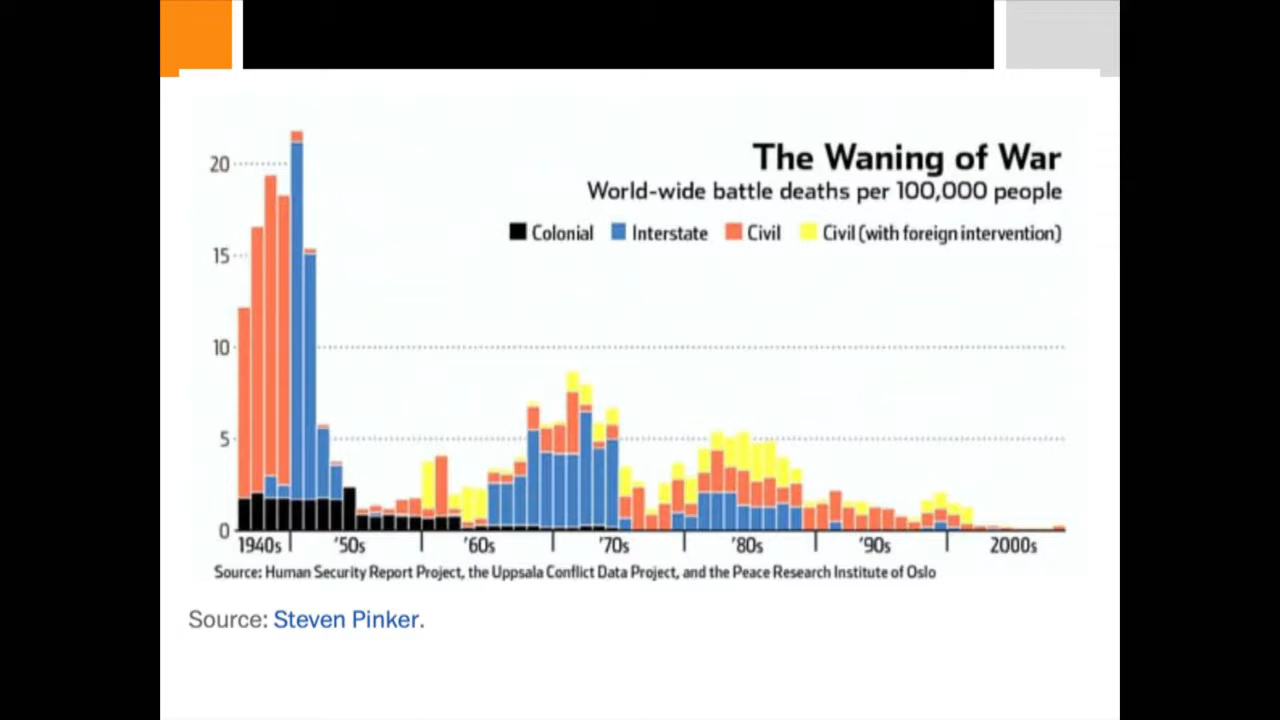 The Waning of War
World-wide battle deaths per 100,000 people
Colonial Interstate Civil Civil (with foreign intervention)
20
15
10
5
0
1940s '50s '60s '70s '80s '90s 2000s
Source: Human Security Report Project, the Uppsala Conflict Data Project, and the Peace Research Institute of Oslo
Source: Steven Pinker.